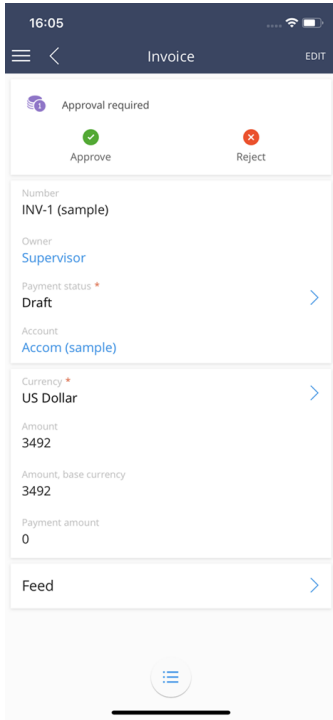 16:05
Invoice
EDIT
1
Approval required
Approve
Reject
Number
INV-1 (sample)
Owner
Supervisor
Payment status *
Draft
Account
Accom (sample)
Currency *
US Dollar
Amount
3492
Amount, base currency
3492
Payment amount
0
Feed